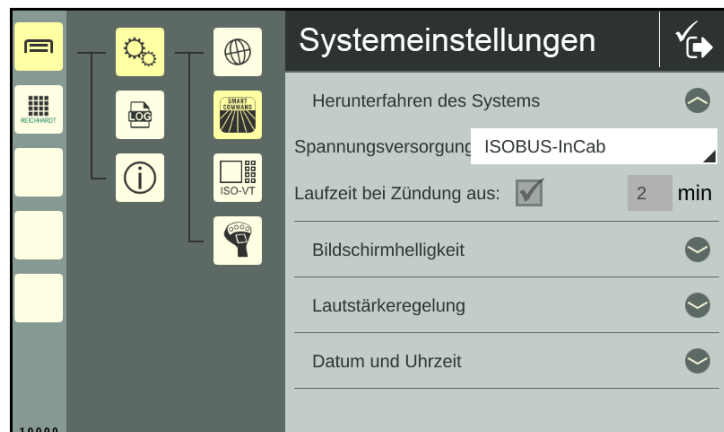 Systemeinstellungen
REICHHARDT
LOG
SMART
COMMAND
ISO-VT
Herunterfahren des Systems
Spannungsversorgung ISOBUS-InCab
Laufzeit bei Zündung aus: 2 min
Bildschirmhelligkeit
Lautstärkeregelung
Datum und Uhrzeit